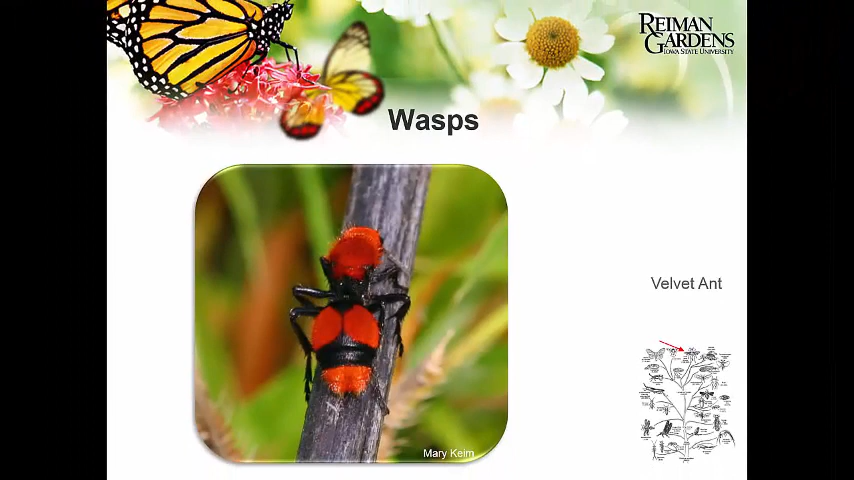 REIMAN
GARDENS
IOWA STATE UNIVERSITY
Wasps
Velvet Ant
Mary Keim